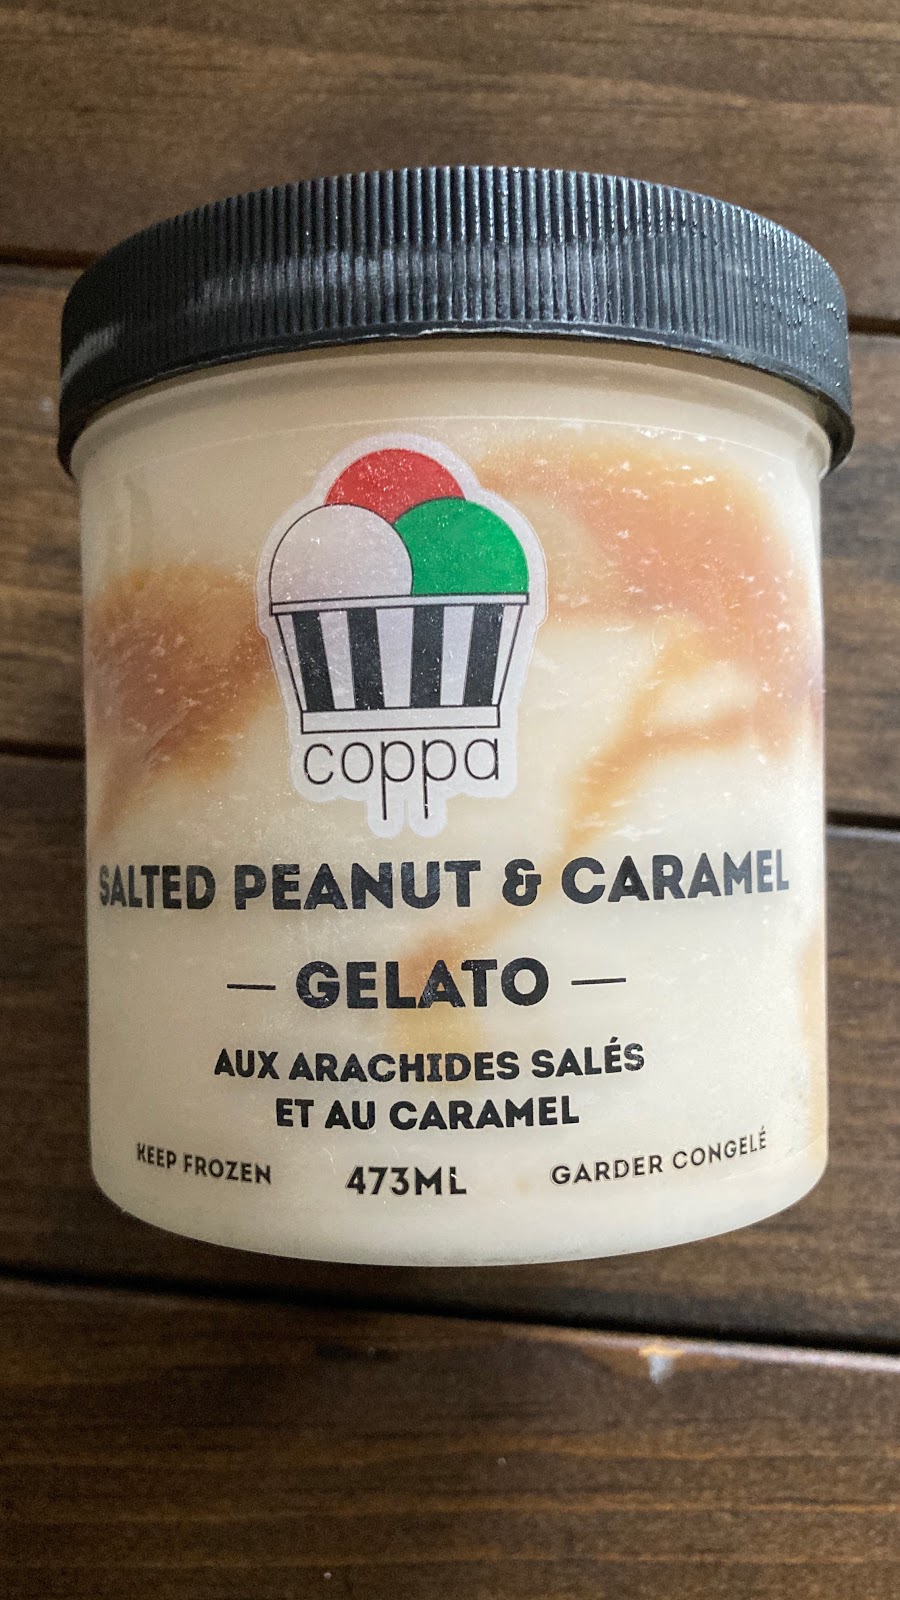 coppa
SALTED PEANUT & CARAMEL
— GELATO —
AUX ARACHIDES SALÉS
ET AU CARAMEL
KEEP FROZEN 473ML GARDER CONGELÉ